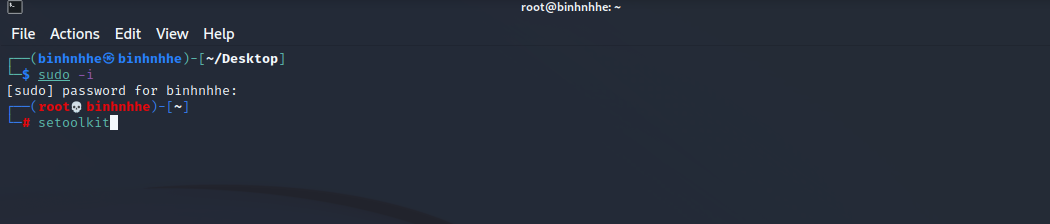 root@binhnhhe: ~
File Actions Edit View Help
┌──(binhnhhe㉿binhnhhe)-[~/Desktop]
└─$ sudo -i
[sudo] password for binhnhhe:
┌──(root💀binhnhhe)-[~]
└─# setoolkit